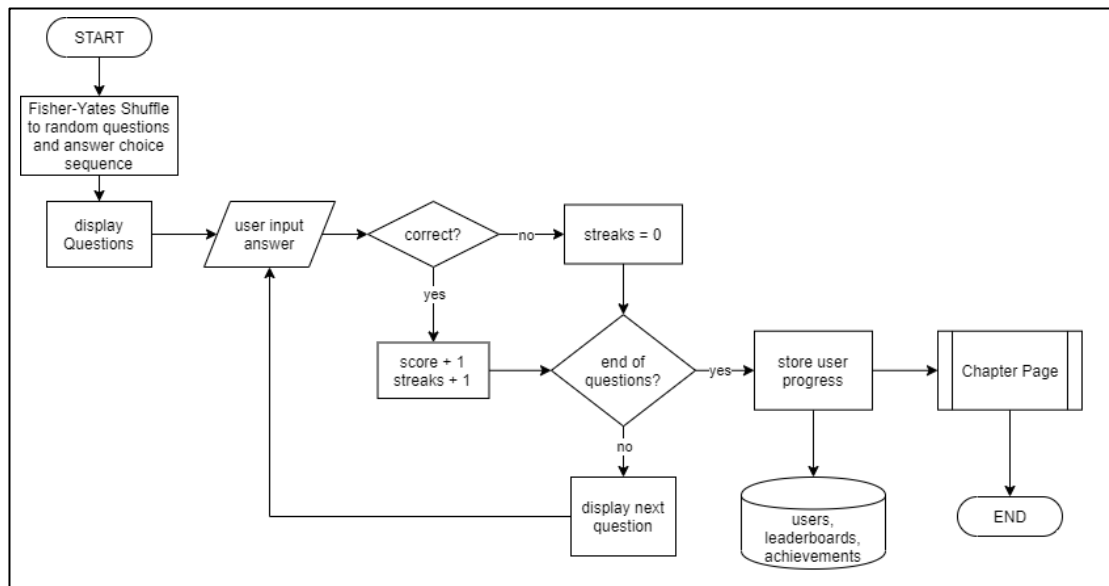 START
Fisher-Yates Shuffle
to random questions
and answer choice
sequence
display
Questions
user input
answer
correct?
no
streaks = 0
yes
score + 1
streaks + 1
end of
questions?
yes
store user
progress
Chapter Page
no
display next
question
users,
leaderboards,
achievements
END